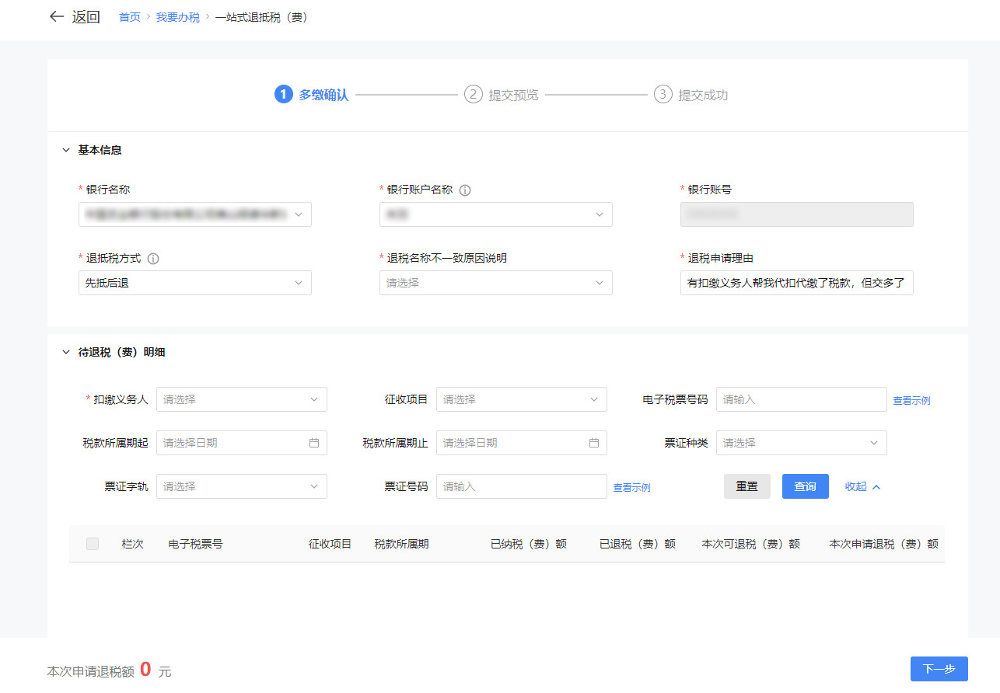 返回 首页 > 我要办税 > 一站式退抵税（费）
1 多缴确认 2 提交预览 3 提交成功
基本信息
* 银行名称 * 银行账户名称 * 银行账号
* 退抵税方式 * 退税名称不一致原因说明 * 退税申请理由
先抵后退 请选择 有扣缴义务人帮我代扣代缴了税款，但交多了
待退税（费）明细
* 扣缴义务人 请选择 征收项目 请选择 电子税票号码 请输入 查看示例
税款所属期起 请选择日期 税款所属期止 请选择日期 票证种类 请选择
票证字轨 请选择 票证号码 请输入 查看示例 重置 查询 收起
栏次 电子税票号 征收项目 税款所属期 已纳税（费）额 已退税（费）额 本次可退税（费）额 本次申请退税（费）额
本次申请退税额 0 元 下一步